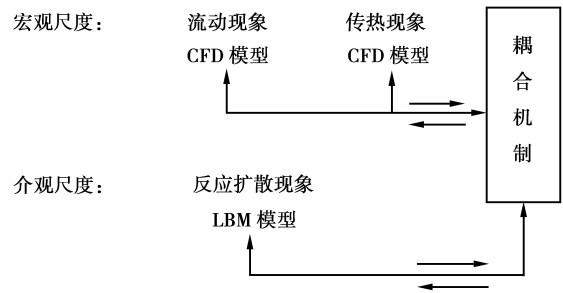 宏观尺度： 流动现象 传热现象
CFD 模型 CFD 模型
耦
合
机
制
介观尺度： 反应扩散现象
LBM 模型